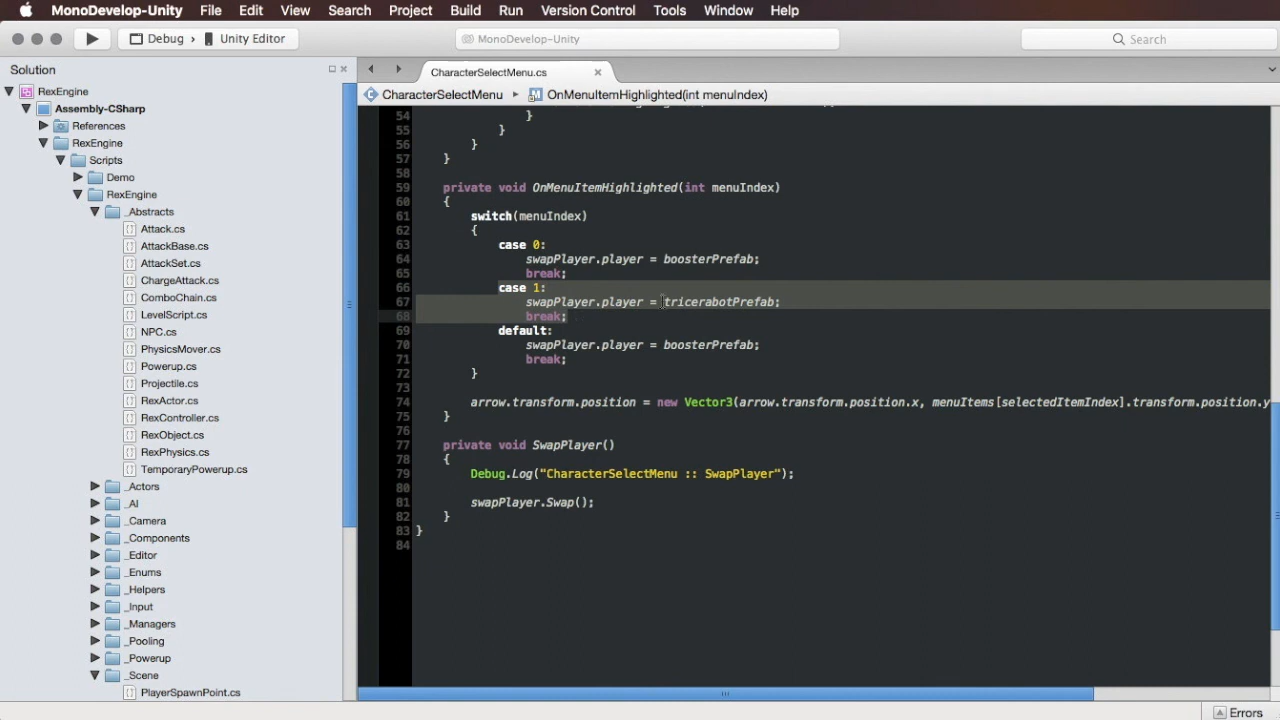 MonoDevelop-Unity File Edit View Search Project Build Run Version Control Tools Window Help
Debug › Unity Editor
MonoDevelop-Unity
Search
Solution
RexEngine
Assembly-CSharp
References
RexEngine
Scripts
Demo
RexEngine
_Abstracts
Attack.cs
AttackBase.cs
AttackSet.cs
ChargeAttack.cs
ComboChain.cs
LevelScript.cs
NPC.cs
PhysicsMover.cs
Powerup.cs
Projectile.cs
RexActor.cs
RexController.cs
RexObject.cs
RexPhysics.cs
TemporaryPowerup.cs
_Actors
_AI
_Camera
_Components
_Editor
_Enums
_Helpers
_Input
_Managers
_Pooling
_Powerup
_Scene
PlayerSpawnPoint.cs
CharacterSelectMenu.cs
CharacterSelectMenu ▸ OnMenuItemHighlighted(int menuIndex)
54 }
55 }
56 }
57 }
58
59 private void OnMenuItemHighlighted(int menuIndex)
60 {
61 switch(menuIndex)
62 {
63 case 0:
64 swapPlayer.player = boosterPrefab;
65 break;
66 case 1:
67 swapPlayer.player = tricerabotPrefab;
68 break;
69 default:
70 swapPlayer.player = boosterPrefab;
71 break;
72 }
73
74 arrow.transform.position = new Vector3(arrow.transform.position.x, menuItems[selectedItemIndex].transform.position.y
75 }
76
77 private void SwapPlayer()
78 {
79 Debug.Log("CharacterSelectMenu :: SwapPlayer");
80
81 swapPlayer.Swap();
82 }
83 }
84
Errors